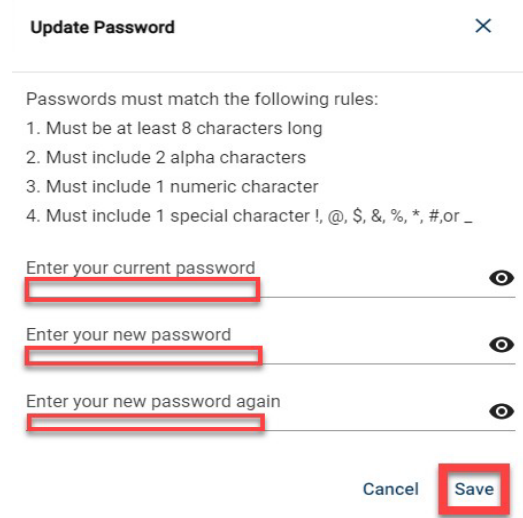 Update Password
Passwords must match the following rules:
1. Must be at least 8 characters long
2. Must include 2 alpha characters
3. Must include 1 numeric character
4. Must include 1 special character !, @, $, &, %, *, #,or _
Enter your current password
Enter your new password
Enter your new password again
Cancel Save